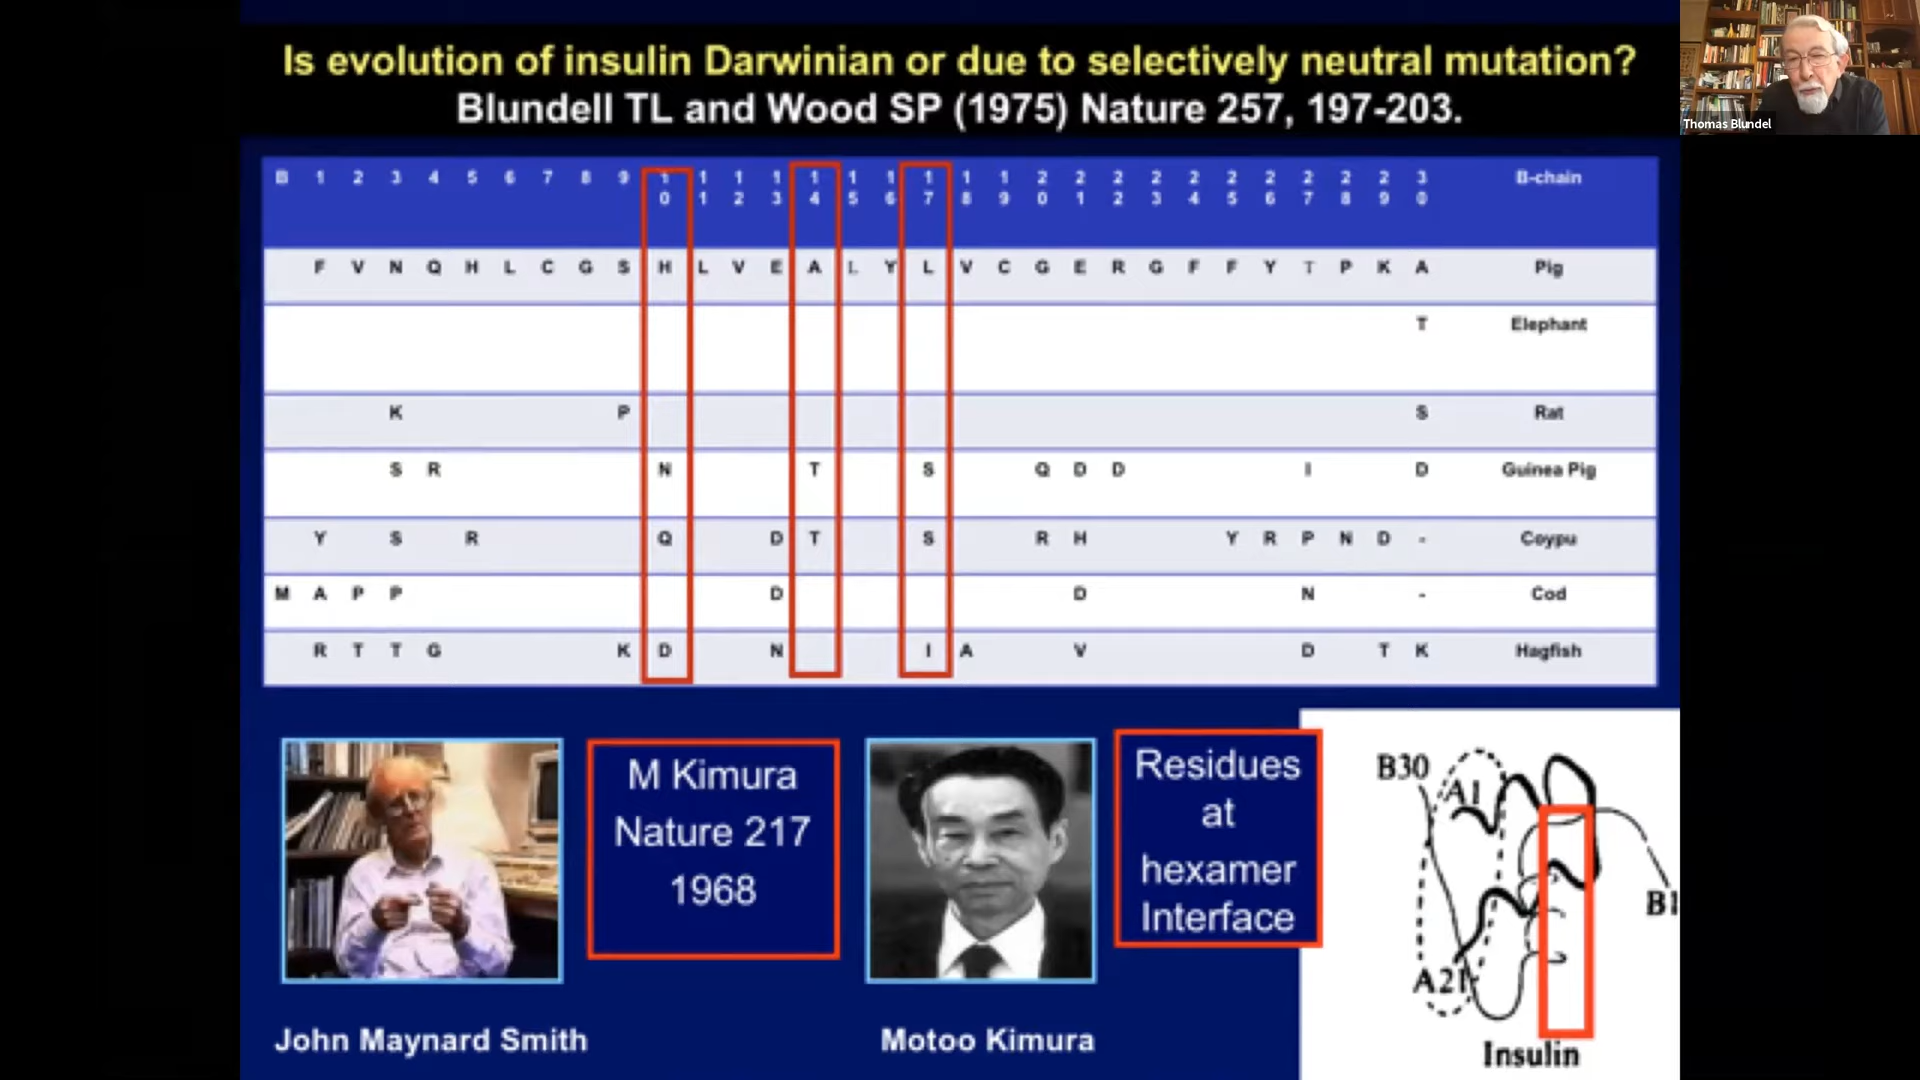 Is evolution of insulin Darwinian or due to selectively neutral mutation?
Blundell TL and Wood SP (1975) Nature 257, 197-203.
Thomas Blundel
B 1 2 3 4 5 6 7 8 9 10 11 12 13 14 15 16 17 18 19 20 21 22 23 24 25 26 27 28 29 30 B-chain
F V N Q H L C G S H L V E A L Y L V C G E R G F F Y T P K A Pig
T Elephant
K P S Rat
S R N T S Q D D I D Guinea Pig
Y S R Q D T S R H Y R P N D - Coypu
M A P P D D N - Cod
R T T G K D N I A V D T K Hagfish
M Kimura
Nature 217
1968
Residues
at
hexamer
Interface
B30
A1
B1
A21
Insulin
John Maynard Smith
Motoo Kimura